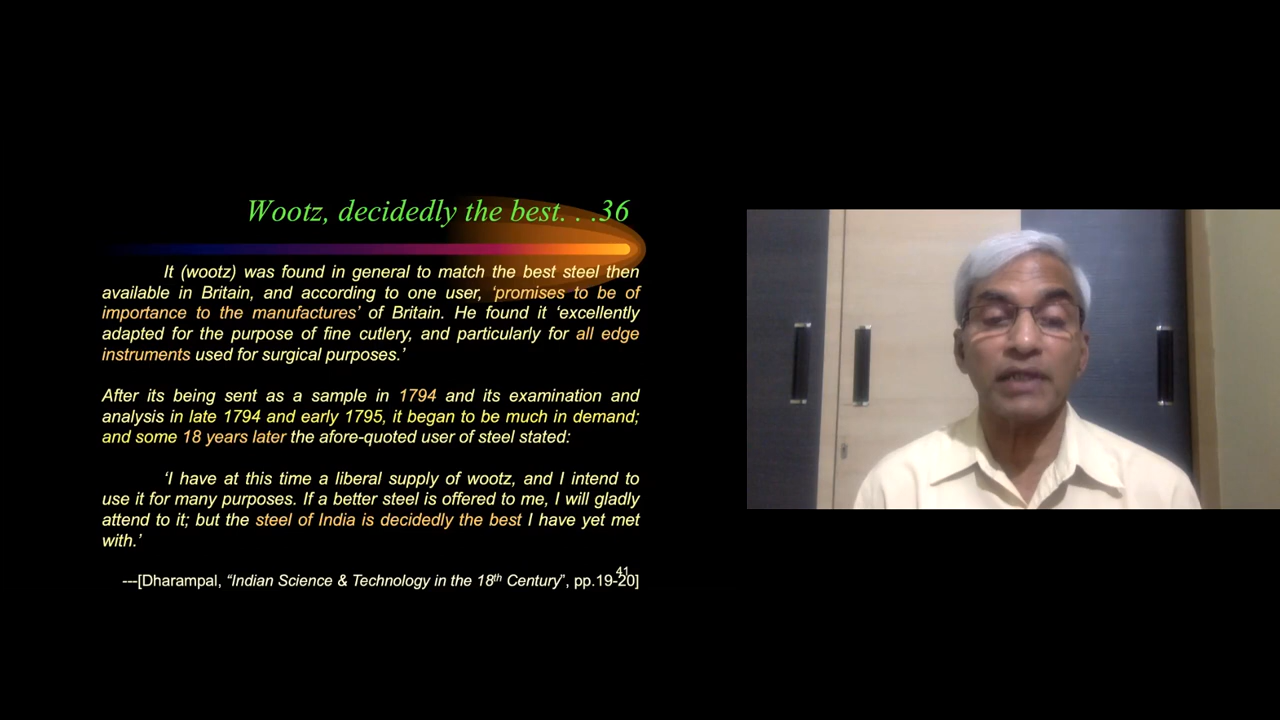 Wootz, decidedly the best. . .36
It (wootz) was found in general to match the best steel then
available in Britain, and according to one user, ‘promises to be of
importance to the manufactures’ of Britain. He found it ‘excellently
adapted for the purpose of fine cutlery, and particularly for all edge
instruments used for surgical purposes.’
After its being sent as a sample in 1794 and its examination and
analysis in late 1794 and early 1795, it began to be much in demand;
and some 18 years later the afore-quoted user of steel stated:
‘I have at this time a liberal supply of wootz, and I intend to
use it for many purposes. If a better steel is offered to me, I will gladly
attend to it; but the steel of India is decidedly the best I have yet met
with.’
---[Dharampal, “Indian Science & Technology in the 18th Century”, pp.19-20]
41